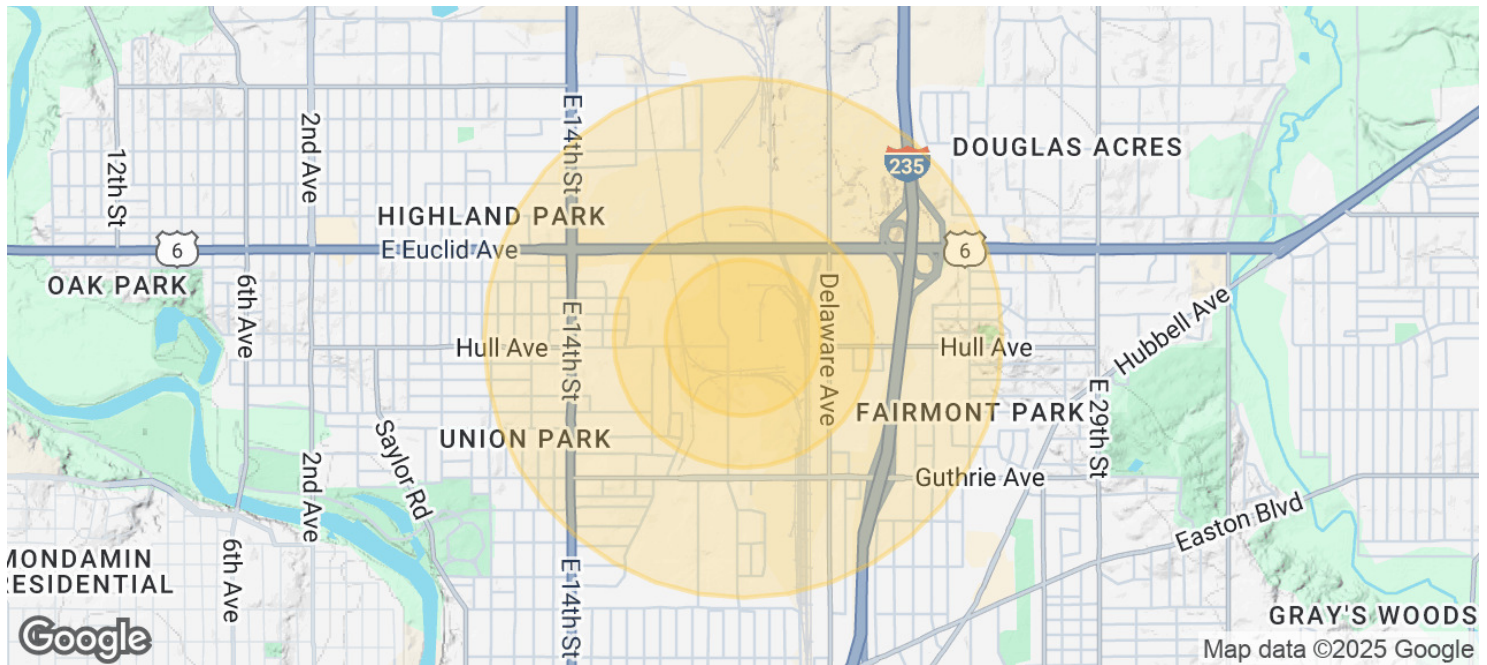 E 14th St
2nd Ave
12th St
DOUGLAS ACRES
235
HIGHLAND PARK
6
E Euclid Ave
6
OAK PARK
6th Ave
E 14th St
Delaware Ave
Hubbell Ave
Hull Ave
Hull Ave
E 29th St
FAIRMONT PARK
UNION PARK
Saylor Rd
2nd Ave
Guthrie Ave
Easton Blvd
MONDAMIN
RESIDENTIAL
6th Ave
E 14th St
GRAY'S WOODS
Google
Map data ©2025 Google